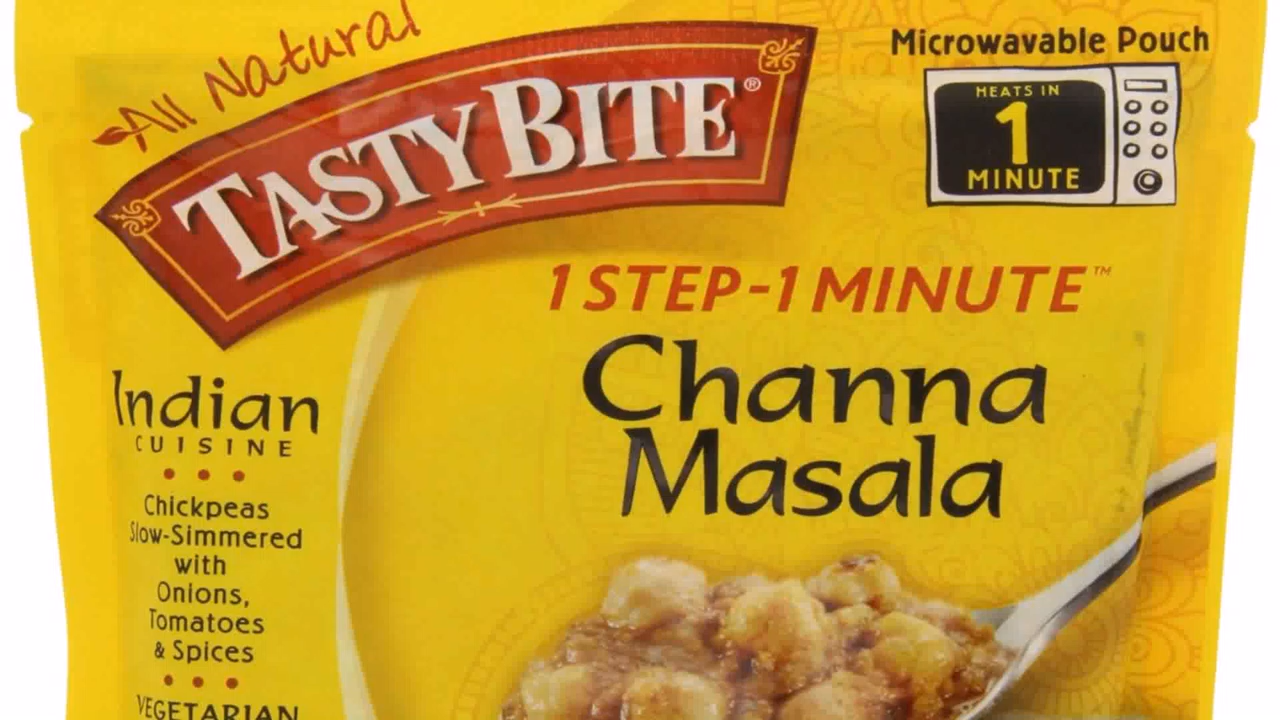 All Natural
TASTY BITE®
Microwavable Pouch
HEATS IN
1
MINUTE
1 STEP-1 MINUTE™
Channa
Masala
Indian
CUISINE
Chickpeas
Slow-Simmered
with
Onions,
Tomatoes
& Spices
VEGETARIAN